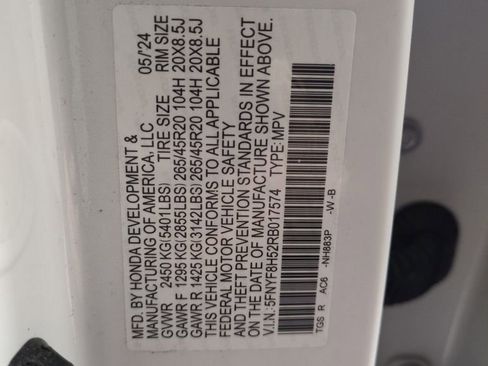 MFD. BY HONDA DEVELOPMENT & 05/'24
MANUFACTURING OF AMERICA, LLC
GVWR 2450 KG(5401LBS) TIRE SIZE RIM SIZE
GAWR F 1295 KG(2855LBS) 265/45R20 104H 20X8.5J
GAWR R 1425 KG(3142LBS) 265/45R20 104H 20X8.5J
THIS VEHICLE CONFORMS TO ALL APPLICABLE
FEDERAL MOTOR VEHICLE SAFETY
AND THEFT PREVENTION STANDARDS IN EFFECT
ON THE DATE OF MANUFACTURE SHOWN ABOVE.
V.I.N.:5FNYF8H52RB017574 TYPE:MPV
TGS R AC6 -NH883P -W -B